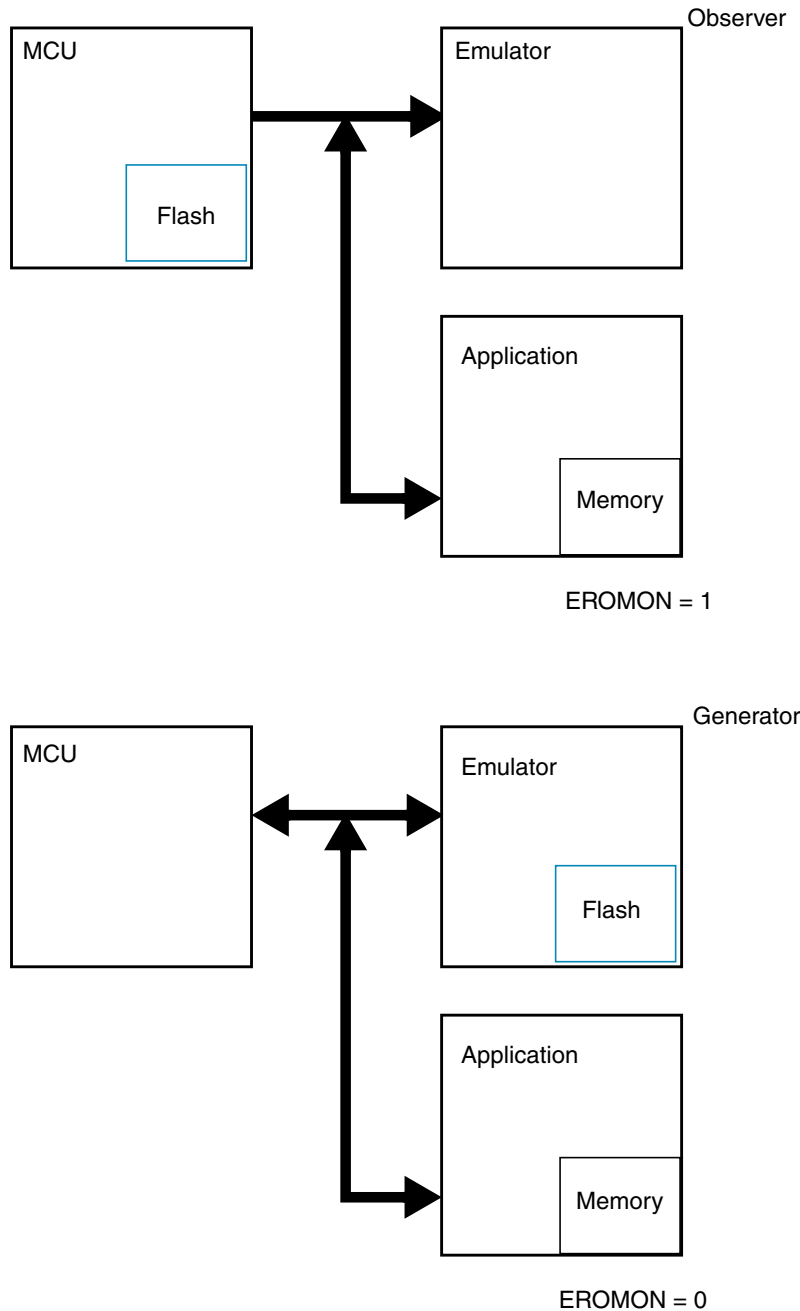 Observer
MCU
Emulator
Flash
Application
Memory
EROMON = 1
Generator
MCU
Emulator
Flash
Application
Memory
EROMON = 0